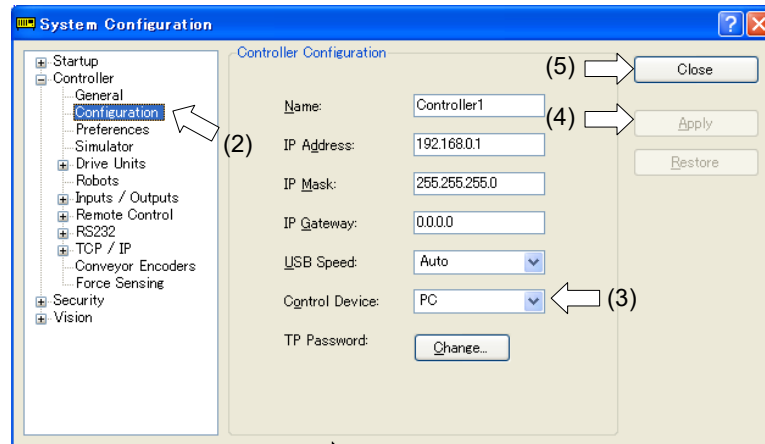 System Configuration
Startup
Controller
General
Configuration
Preferences
Simulator
Drive Units
Robots
Inputs / Outputs
Remote Control
RS232
TCP / IP
Conveyor Encoders
Force Sensing
Security
Vision
(2)
Controller Configuration
Name: Controller1
IP Address: 192.168.0.1
IP Mask: 255.255.255.0
IP Gateway: 0.0.0.0
USB Speed: Auto
Control Device: PC
(3)
TP Password: Change...
(5)
Close
(4)
Apply
Restore